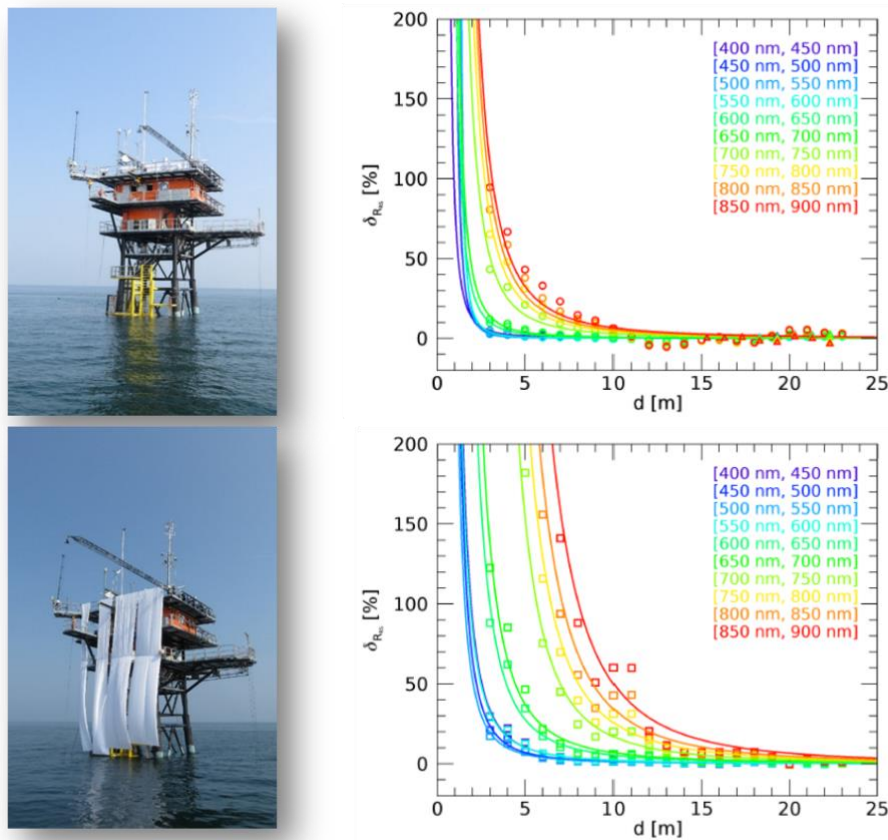 200
150
100
50
0
δRrs [%]
0 5 10 15 20 25
d [m]
[400 nm, 450 nm]
[450 nm, 500 nm]
[500 nm, 550 nm]
[550 nm, 600 nm]
[600 nm, 650 nm]
[650 nm, 700 nm]
[700 nm, 750 nm]
[750 nm, 800 nm]
[800 nm, 850 nm]
[850 nm, 900 nm]
200
150
100
50
0
δRrs [%]
0 5 10 15 20 25
d [m]
[400 nm, 450 nm]
[450 nm, 500 nm]
[500 nm, 550 nm]
[550 nm, 600 nm]
[600 nm, 650 nm]
[650 nm, 700 nm]
[700 nm, 750 nm]
[750 nm, 800 nm]
[800 nm, 850 nm]
[850 nm, 900 nm]